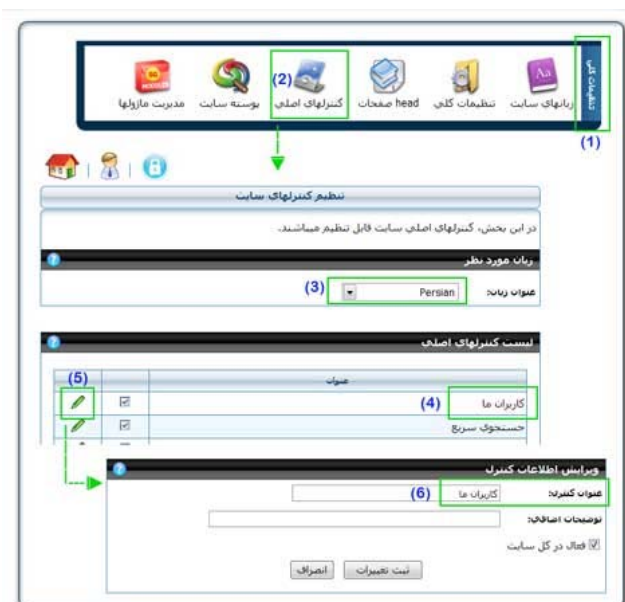 تنظیمات کلی
(1)
زبانهای سایت
تنظیمات کلی
head صفحات
(2)
کنترلهای اصلی
پوسته سایت
مدیریت ماژولها
تنظیم کنترلهای سایت
در این بخش، کنترلهای اصلی سایت قابل تنظیم میباشند.
زبان مورد نظر
عنوان زبان: Persian (3)
لیست کنترلهای اصلی
عنوان (5)
کاربران ما (4)
جستجوی سریع
ویرایش اطلاعات کنترل
عنوان کنترل: کاربران ما (6)
توضیحات اضافی:
فعال در کل سایت
ثبت تغییرات انصراف